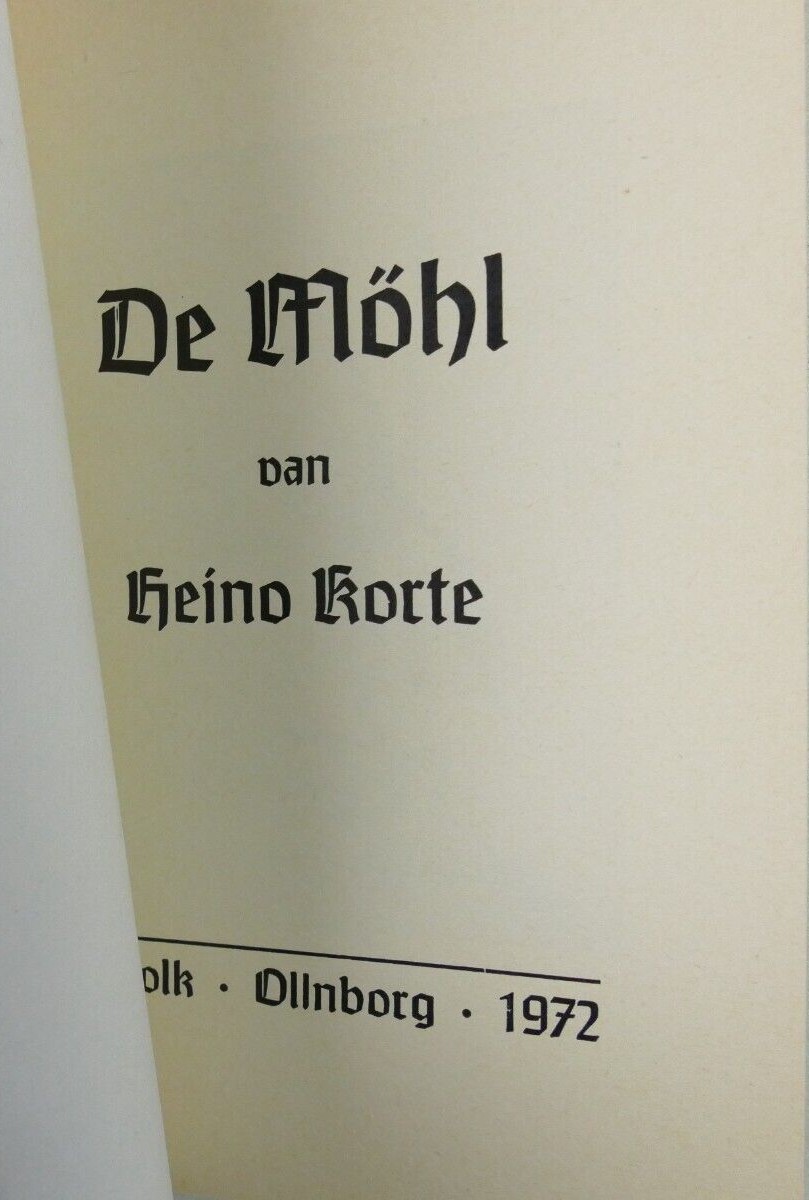 De Möhl
van
Heino Korte
olk · Ollnborg · 1972